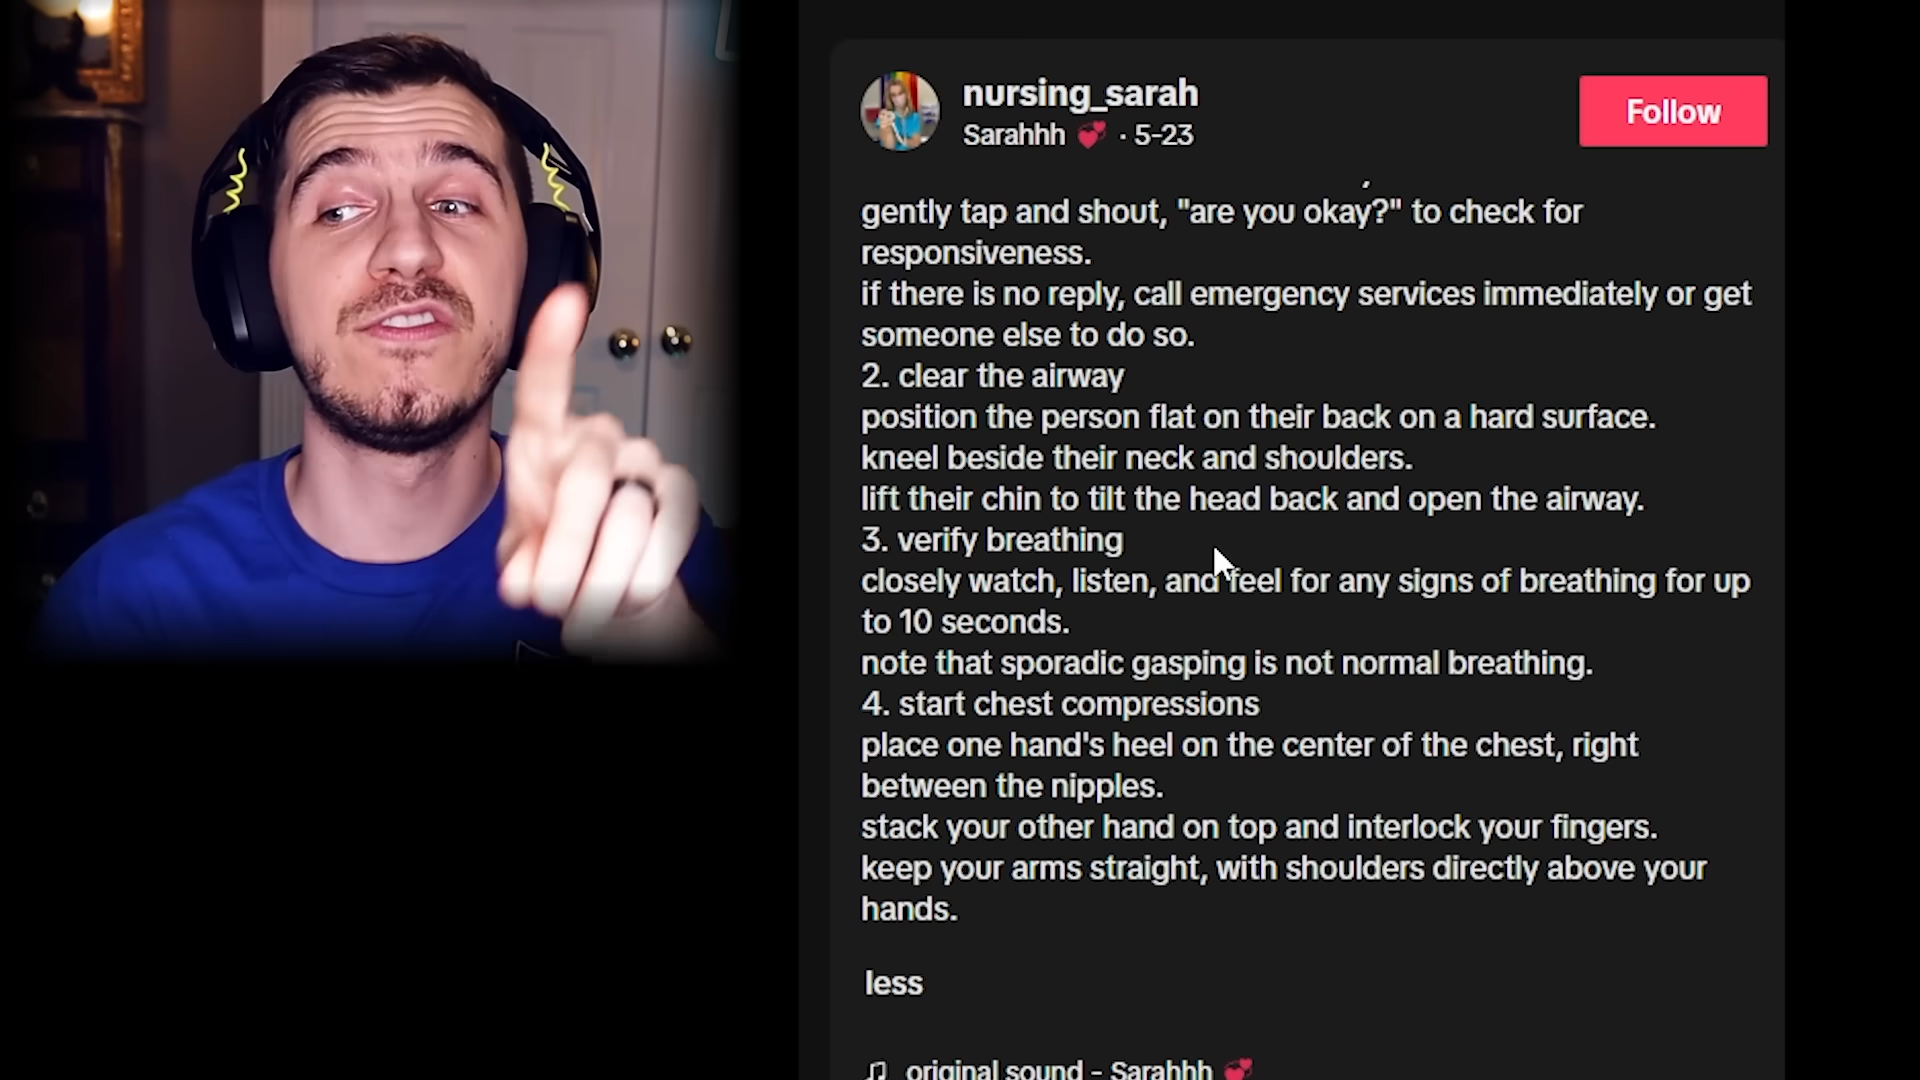 nursing_sarah
Sarahhh 💞 · 5-23
Follow
gently tap and shout, "are you okay?" to check for
responsiveness.
if there is no reply, call emergency services immediately or get
someone else to do so.
2. clear the airway
position the person flat on their back on a hard surface.
kneel beside their neck and shoulders.
lift their chin to tilt the head back and open the airway.
3. verify breathing
closely watch, listen, and feel for any signs of breathing for up
to 10 seconds.
note that sporadic gasping is not normal breathing.
4. start chest compressions
place one hand's heel on the center of the chest, right
between the nipples.
stack your other hand on top and interlock your fingers.
keep your arms straight, with shoulders directly above your
hands.
less
original sound - Sarahhh 💞